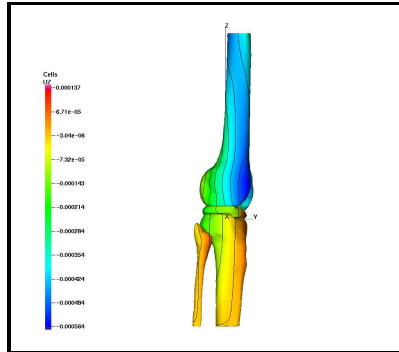 Z
Cells
UZ
0.000137
6.71e-05
-3.04e-06
-7.32e-05
-0.000143
-0.000214
-0.000284
-0.000354
-0.000424
-0.000494
-0.000564
X
Y